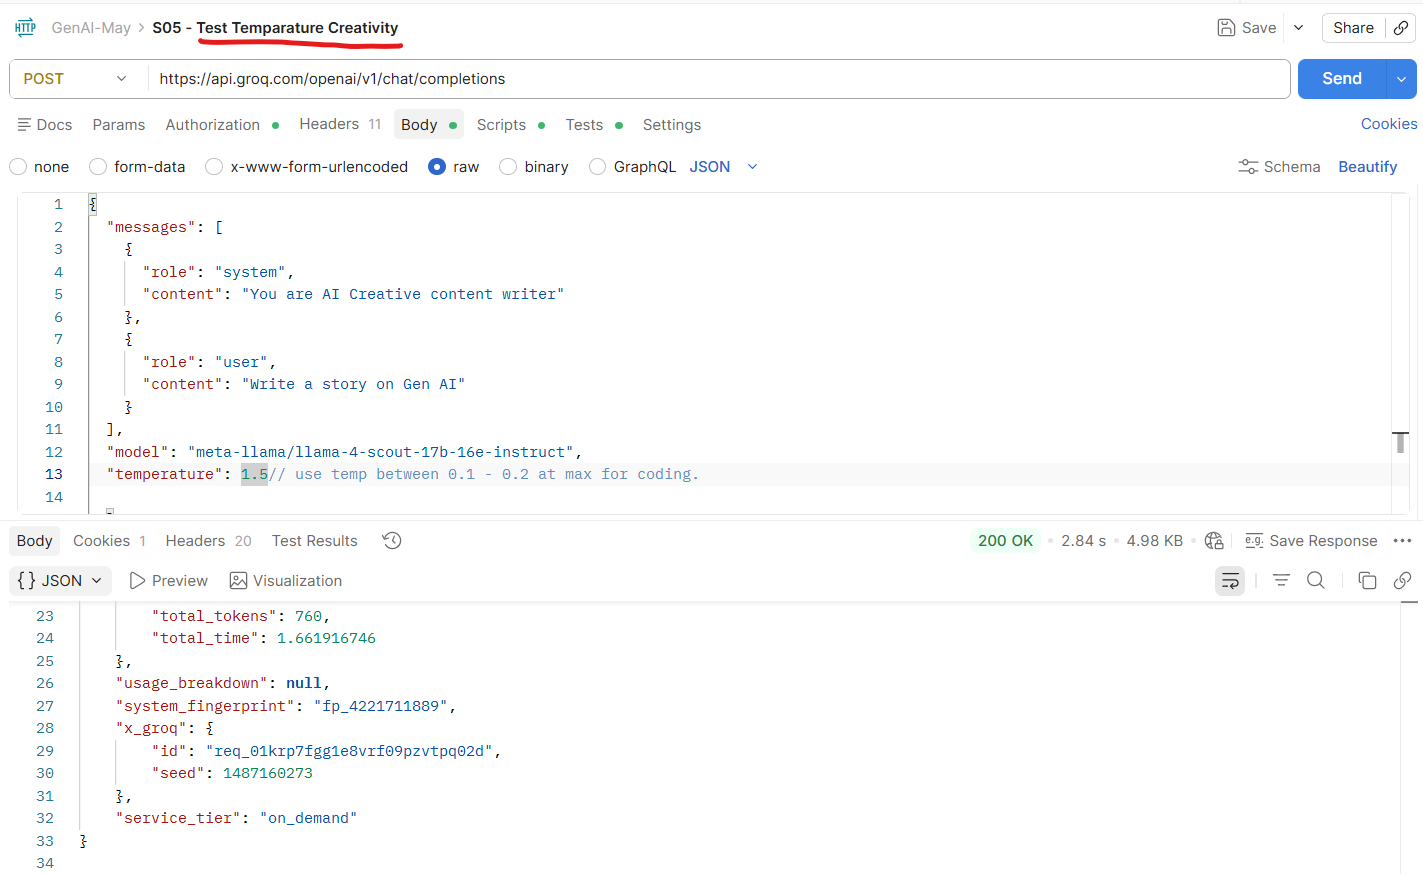 HTTP GenAI-May > S05 - Test Temparature Creativity Save Share
POST https://api.groq.com/openai/v1/chat/completions Send
Docs Params Authorization Headers 11 Body Scripts Tests Settings Cookies
none form-data x-www-form-urlencoded raw binary GraphQL JSON Schema Beautify
1 {
2 "messages": [
3 {
4 "role": "system",
5 "content": "You are AI Creative content writer"
6 },
7 {
8 "role": "user",
9 "content": "Write a story on Gen AI"
10 }
11 ],
12 "model": "meta-llama/llama-4-scout-17b-16e-instruct",
13 "temperature": 1.5// use temp between 0.1 - 0.2 at max for coding.
14
Body Cookies 1 Headers 20 Test Results 200 OK • 2.84 s • 4.98 KB • e.g. Save Response •••
{} JSON Preview Visualization
23 "total_tokens": 760,
24 "total_time": 1.661916746
25 },
26 "usage_breakdown": null,
27 "system_fingerprint": "fp_4221711889",
28 "x_groq": {
29 "id": "req_01krp7fgg1e8vrf09pzvtpq02d",
30 "seed": 1487160273
31 },
32 "service_tier": "on_demand"
33 }
34